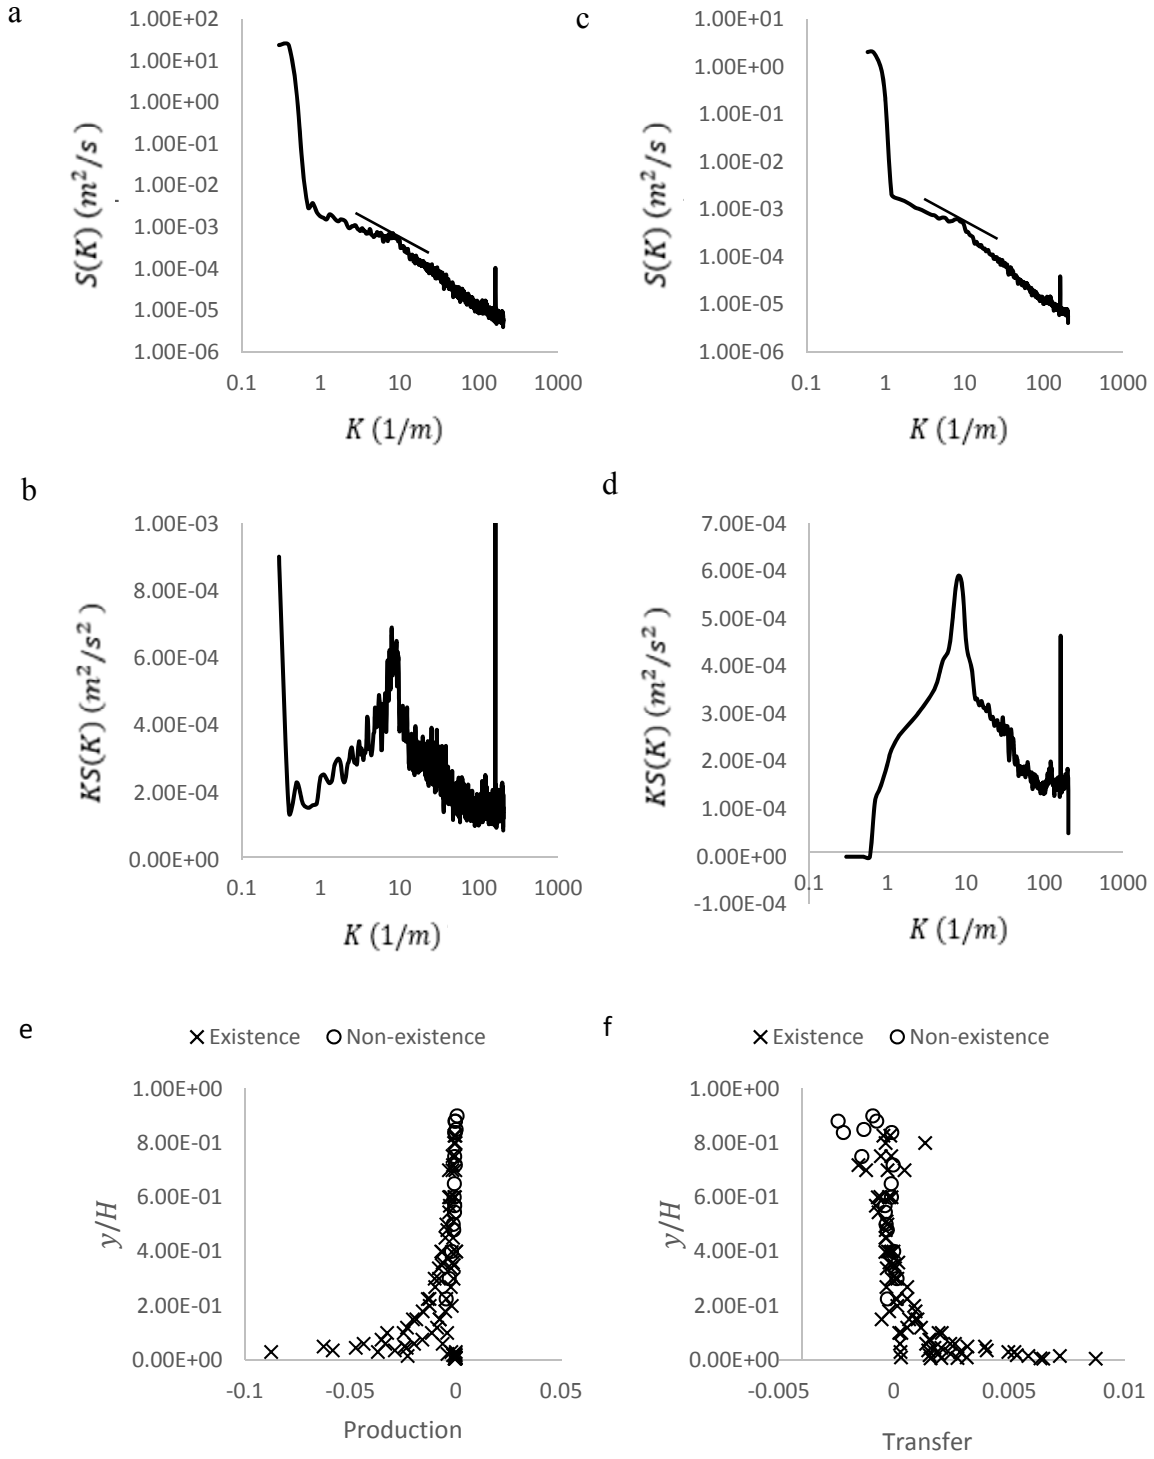 a
1.00E+02
1.00E+01
1.00E+00
1.00E-01
1.00E-02
1.00E-03
1.00E-04
1.00E-05
1.00E-06
S(K) (m²/s)
0.1 1 10 100 1000
K (1/m)
c
1.00E+01
1.00E+00
1.00E-01
1.00E-02
1.00E-03
1.00E-04
1.00E-05
1.00E-06
S(K) (m²/s)
0.1 1 10 100 1000
K (1/m)
b
1.00E-03
8.00E-04
6.00E-04
4.00E-04
2.00E-04
0.00E+00
KS(K) (m²/s²)
0.1 1 10 100 1000
K (1/m)
d
7.00E-04
6.00E-04
5.00E-04
4.00E-04
3.00E-04
2.00E-04
1.00E-04
0.00E+00
-1.00E-04
KS(K) (m²/s²)
0.1 1 10 100 1000
K (1/m)
e
× Existence ○ Non-existence
1.00E+00
8.00E-01
6.00E-01
4.00E-01
2.00E-01
0.00E+00
y/H
-0.1 -0.05 0 0.05
Production
f
× Existence ○ Non-existence
1.00E+00
8.00E-01
6.00E-01
4.00E-01
2.00E-01
0.00E+00
y/H
-0.005 0 0.005 0.01
Transfer